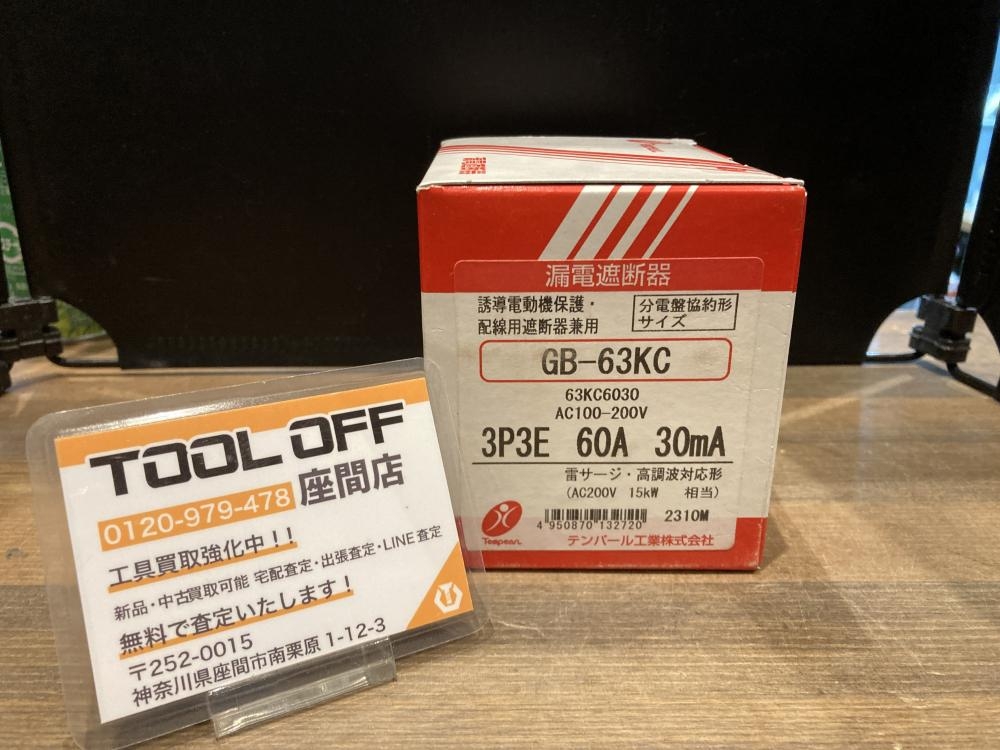 漏電遮断器
誘導電動機保護・
配線用遮断器兼用
分電盤協約形
サイズ
GB-63KC
63KC6030
AC100-200V
3P3E 60A 30mA
雷サージ・高調波対応形
(AC200V 15kW 相当)
4 950870 132720
2310M
Tempearl
テンパール工業株式会社
TOOL OFF
座間店
0120-979-478
工具買取強化中!!
新品・中古買取可能 宅配査定・出張査定・LINE査定
無料で査定いたします!
〒252-0015
神奈川県座間市南栗原 1-12-3